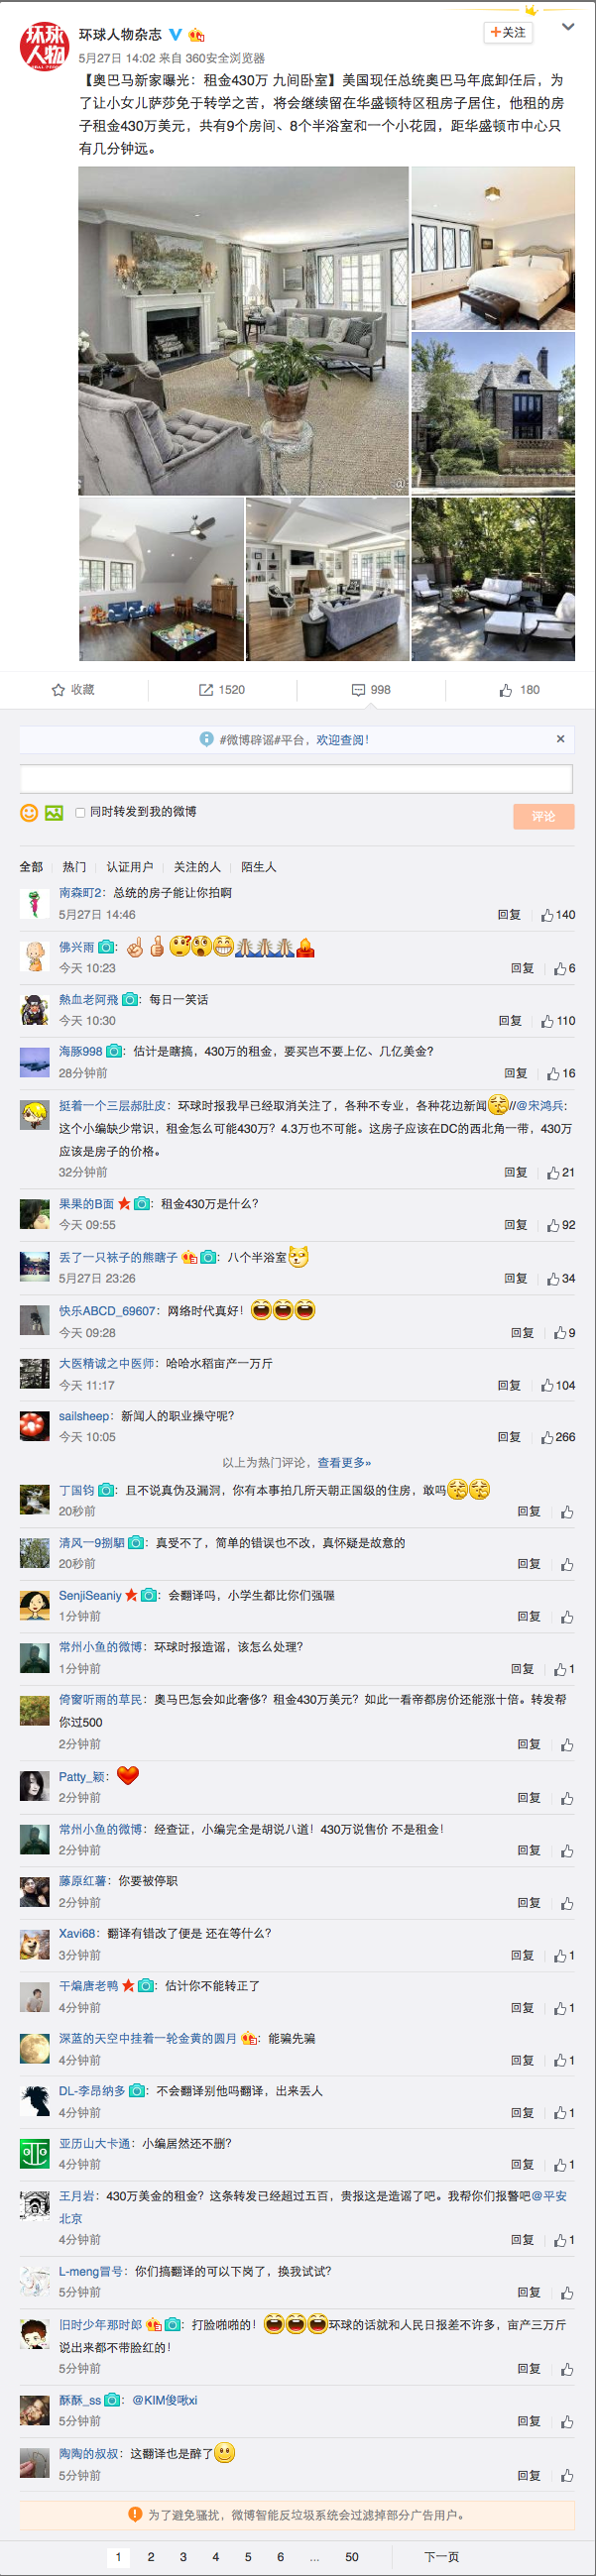 环球人物
环球人物杂志
+关注
5月27日 14:02 来自 360安全浏览器
【奥巴马新家曝光：租金430万 九间卧室】美国现任总统奥巴马年底卸任后，为
了让小女儿萨莎免于转学之苦，将会继续留在华盛顿特区租房子居住，他租的房
子租金430万美元，共有9个房间、8个半浴室和一个小花园，距华盛顿市中心只
有几分钟远。
收藏 1520 998 180
#微博辟谣#平台，欢迎查阅！ ×
同时转发到我的微博 评论
全部 热门 认证用户 关注的人 陌生人
南森町2：总统的房子能让你拍啊
5月27日 14:46 回复 140
佛兴雨：
今天 10:23 回复 6
熱血老阿飛：每日一笑话
今天 10:30 回复 110
海豚998：估计是瞎搞，430万的租金，要买岂不要上亿、几亿美金？
28分钟前 回复 16
挺着一个三层郝肚皮：环球时报我早已经取消关注了，各种不专业，各种花边新闻//@宋鸿兵：
这个小编缺少常识，租金怎么可能430万？4.3万也不可能。这房子应该在DC的西北角一带，430万
应该是房子的价格。
32分钟前 回复 21
果果的B面：租金430万是什么？
今天 09:55 回复 92
丢了一只袜子的熊瞎子：八个半浴室
5月27日 23:26 回复 34
快乐ABCD_69607：网络时代真好！
今天 09:28 回复 9
大医精诚之中医师：哈哈水稻亩产一万斤
今天 11:17 回复 104
sailsheep：新闻人的职业操守呢？
今天 10:05 回复 266
以上为热门评论，查看更多»
丁国钧：且不说真伪及漏洞，你有本事拍几所天朝正国级的住房，敢吗
20秒前 回复
清风一9捌駟：真受不了，简单的错误也不改，真怀疑是故意的
20秒前 回复
SenjiSeaniy：会翻译吗，小学生都比你们强喔
1分钟前 回复
常州小鱼的微博：环球时报造谣，该怎么处理？
1分钟前 回复 1
倚窗听雨的草民：奥马巴怎会如此奢侈？租金430万美元？如此一看帝都房价还能涨十倍。转发帮
你过500
2分钟前 回复
Patty_颖：
2分钟前 回复
常州小鱼的微博：经查证，小编完全是胡说八道！430万说售价 不是租金！
2分钟前 回复
藤原红薯：你要被停职
2分钟前 回复
Xavi68：翻译有错改了便是 还在等什么？
3分钟前 回复 1
干煸唐老鸭：估计你不能转正了
4分钟前 回复 1
深蓝的天空中挂着一轮金黄的圆月：能骗先骗
4分钟前 回复 1
DL-李昂纳多：不会翻译别他吗翻译，出来丢人
4分钟前 回复 1
亚历山大卡通：小编居然还不删？
4分钟前 回复 1
王月岩：430万美金的租金？这条转发已经超过五百，贵报这是造谣了吧。我帮你们报警吧@平安
北京
4分钟前 回复 1
L-meng冒号：你们搞翻译的可以下岗了，换我试试？
5分钟前 回复
旧时少年那时郎：打脸啪啪的！环球的话就和人民日报差不许多，亩产三万斤
说出来都不带脸红的！
5分钟前 回复
酥酥_ss：@KIM俊啾xi
5分钟前 回复
陶陶的叔叔：这翻译也是醉了
5分钟前 回复
为了避免骚扰，微博智能反垃圾系统会过滤掉部分广告用户。
1 2 3 4 5 6 ... 50 下一页